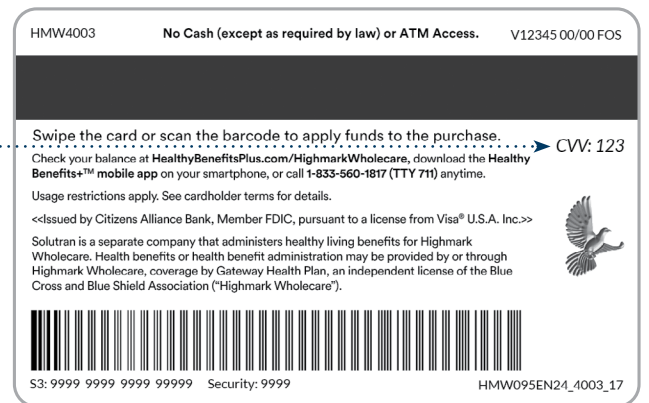 HMW4003 No Cash (except as required by law) or ATM Access. V12345 00/00 FOS
Swipe the card or scan the barcode to apply funds to the purchase.
CVV: 123
Check your balance at HealthyBenefitsPlus.com/HighmarkWholecare, download the Healthy
Benefits+™ mobile app on your smartphone, or call 1-833-560-1817 (TTY 711) anytime.
Usage restrictions apply. See cardholder terms for details.
<<Issued by Citizens Alliance Bank, Member FDIC, pursuant to a license from Visa® U.S.A. Inc.>>
Solutran is a separate company that administers healthy living benefits for Highmark
Wholecare. Health benefits or health benefit administration may be provided by or through
Highmark Wholecare, coverage by Gateway Health Plan, an independent license of the Blue
Cross and Blue Shield Association ("Highmark Wholecare").
S3: 9999 9999 9999 99999 Security: 9999 HMW095EN24_4003_17